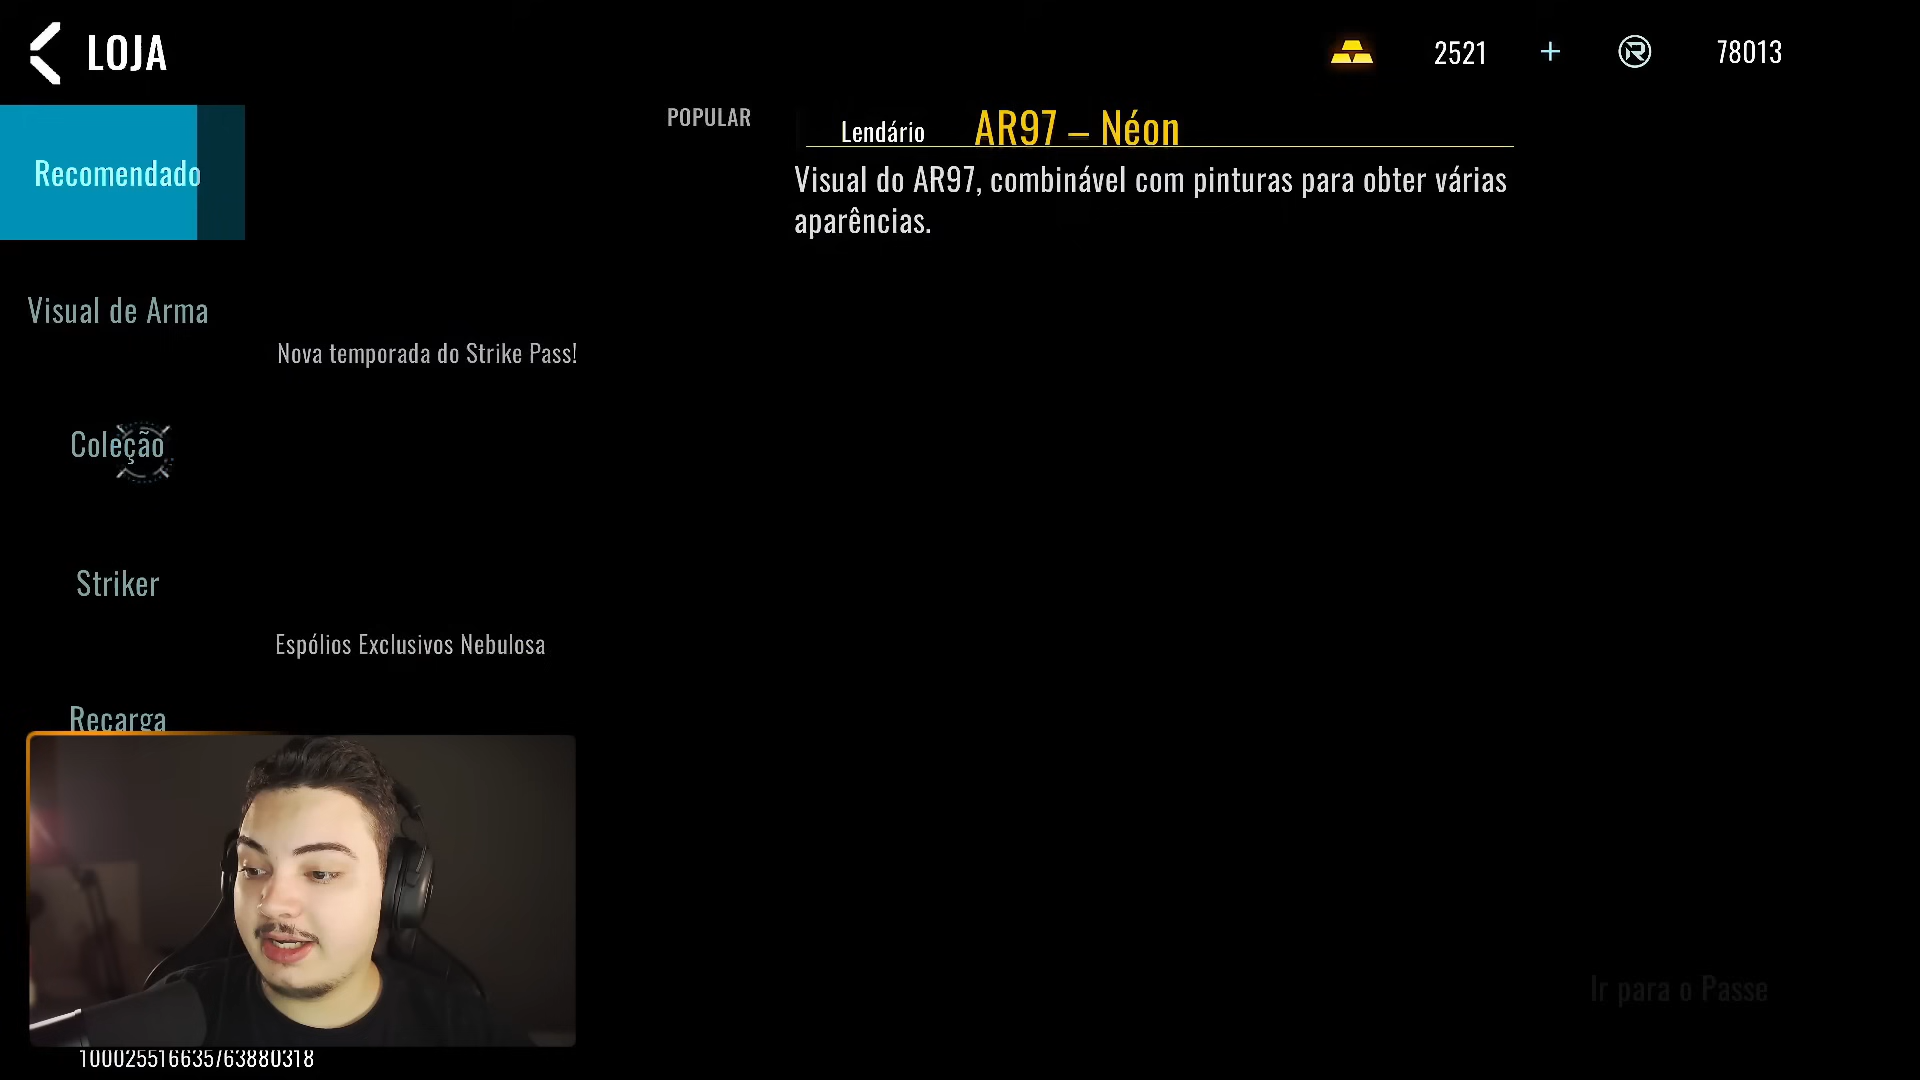 LOJA
2521
+
78013
Recomendado
POPULAR
Lendário
AR97 – Néon
Visual do AR97, combinável com pinturas para obter várias
aparências.
Visual de Arma
Nova temporada do Strike Pass!
Coleção
Striker
Espólios Exclusivos Nebulosa
Recarga
Ir para o Passe
10002551663576388031８